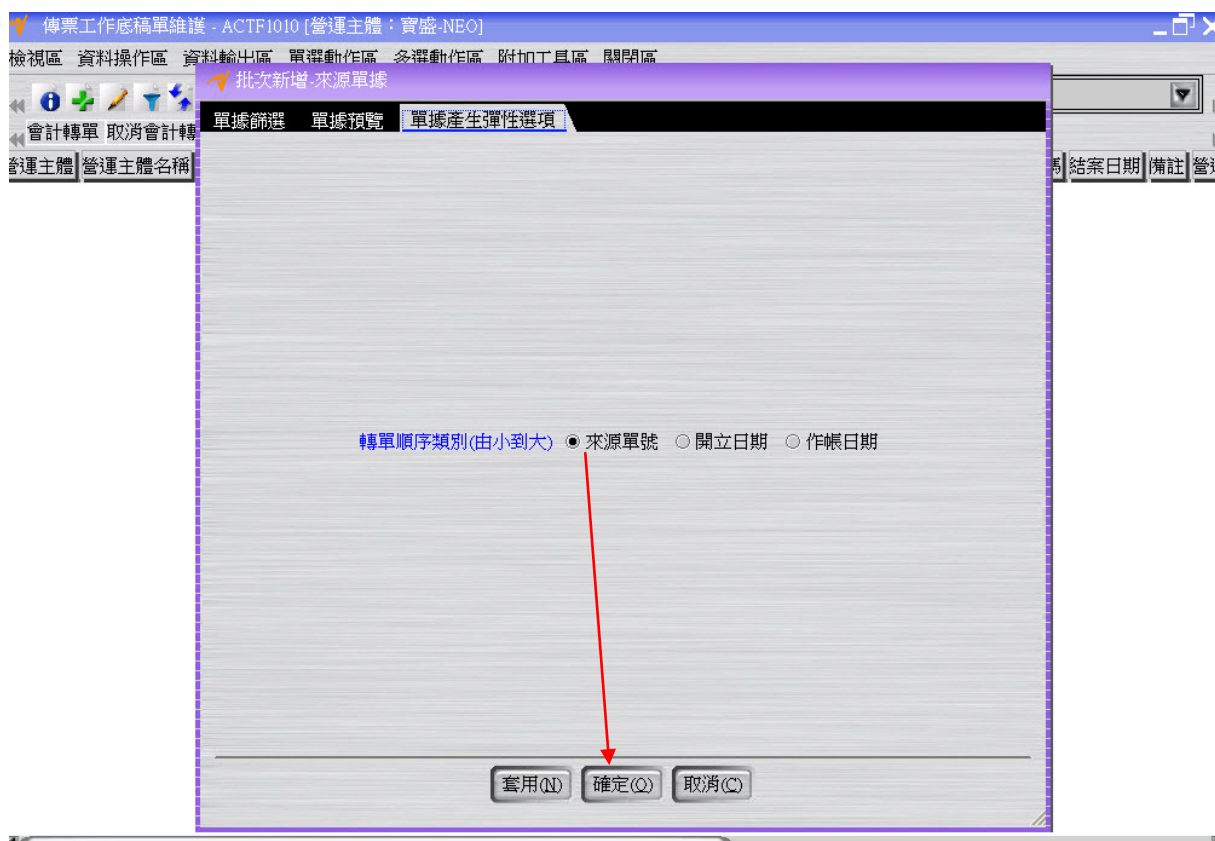 傳票工作底稿單維護 - ACTF1010 [營運主體：寶盛-NEO]
檢視區 資料操作區 資料輸出區 單選動作區 多選動作區 附加工具區 關閉區
批次新增-來源單據
會計轉單 取消會計轉
單據篩選 單據預覽 單據產生彈性選項
營運主體 營運主體名稱 結案日期 備註
轉單順序類別(由小到大) 來源單號 開立日期 作帳日期
套用(N) 確定(O) 取消(C)